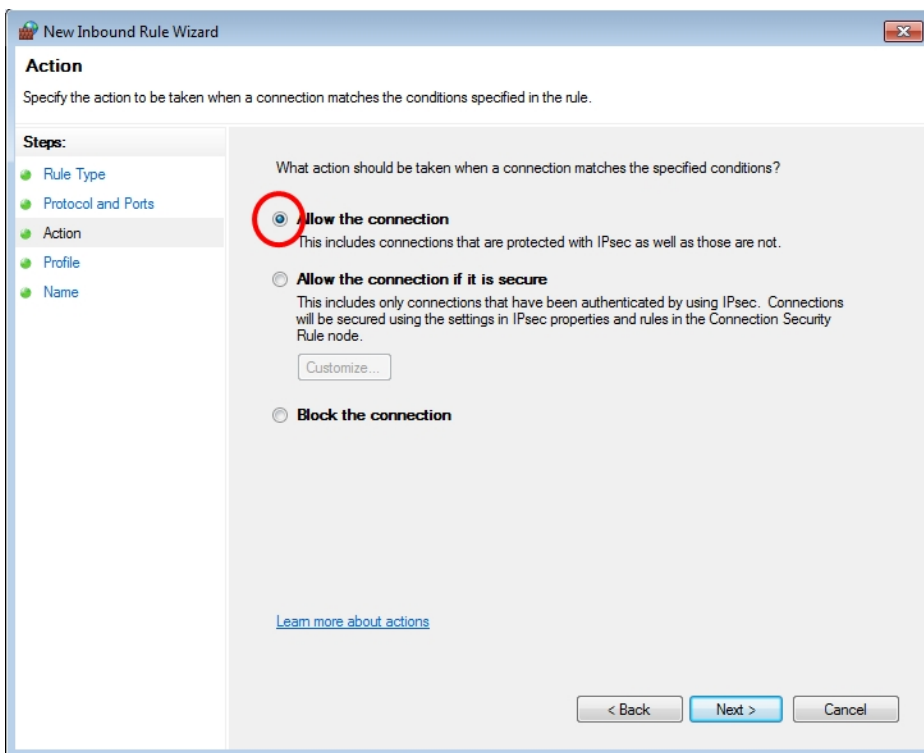 New Inbound Rule Wizard
Action
Specify the action to be taken when a connection matches the conditions specified in the rule.
Steps:
Rule Type
Protocol and Ports
Action
Profile
Name
What action should be taken when a connection matches the specified conditions?
Allow the connection
This includes connections that are protected with IPsec as well as those are not.
Allow the connection if it is secure
This includes only connections that have been authenticated by using IPsec. Connections
will be secured using the settings in IPsec properties and rules in the Connection Security
Rule node.
Customize...
Block the connection
Learn more about actions
< Back
Next >
Cancel